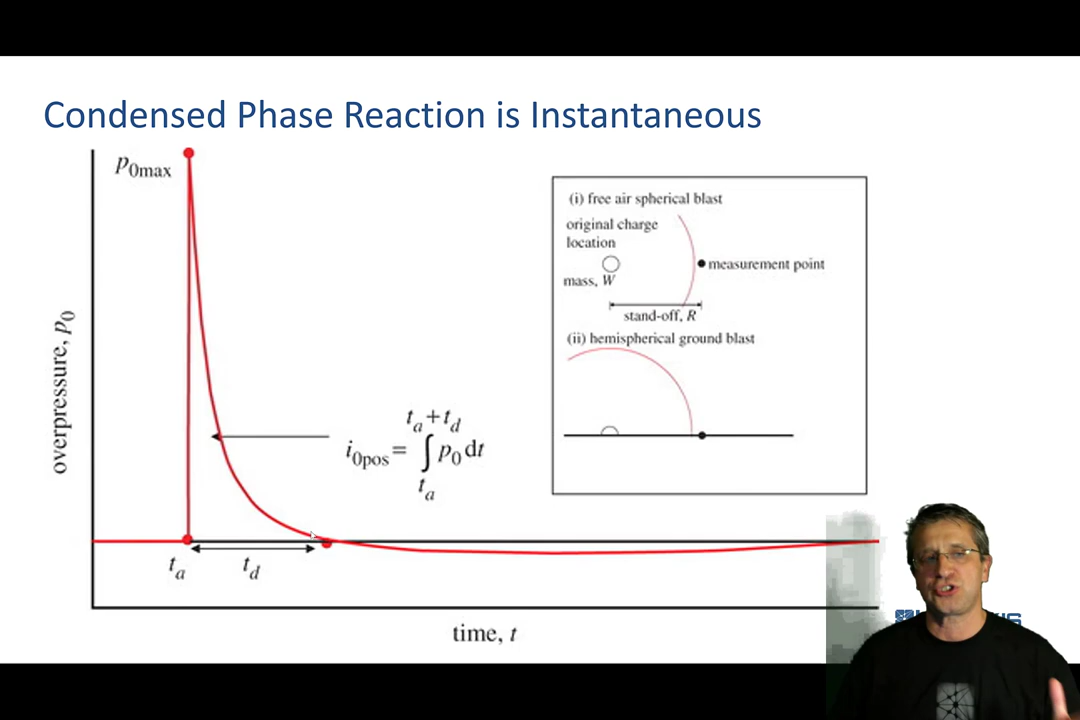 Condensed Phase Reaction is Instantaneous
p0max
overpressure, p0
ta
td
ta+td
i0pos = ∫ p0 dt
ta
time, t
(i) free air spherical blast
original charge
location
measurement point
mass, W
stand-off, R
(ii) hemispherical ground blast